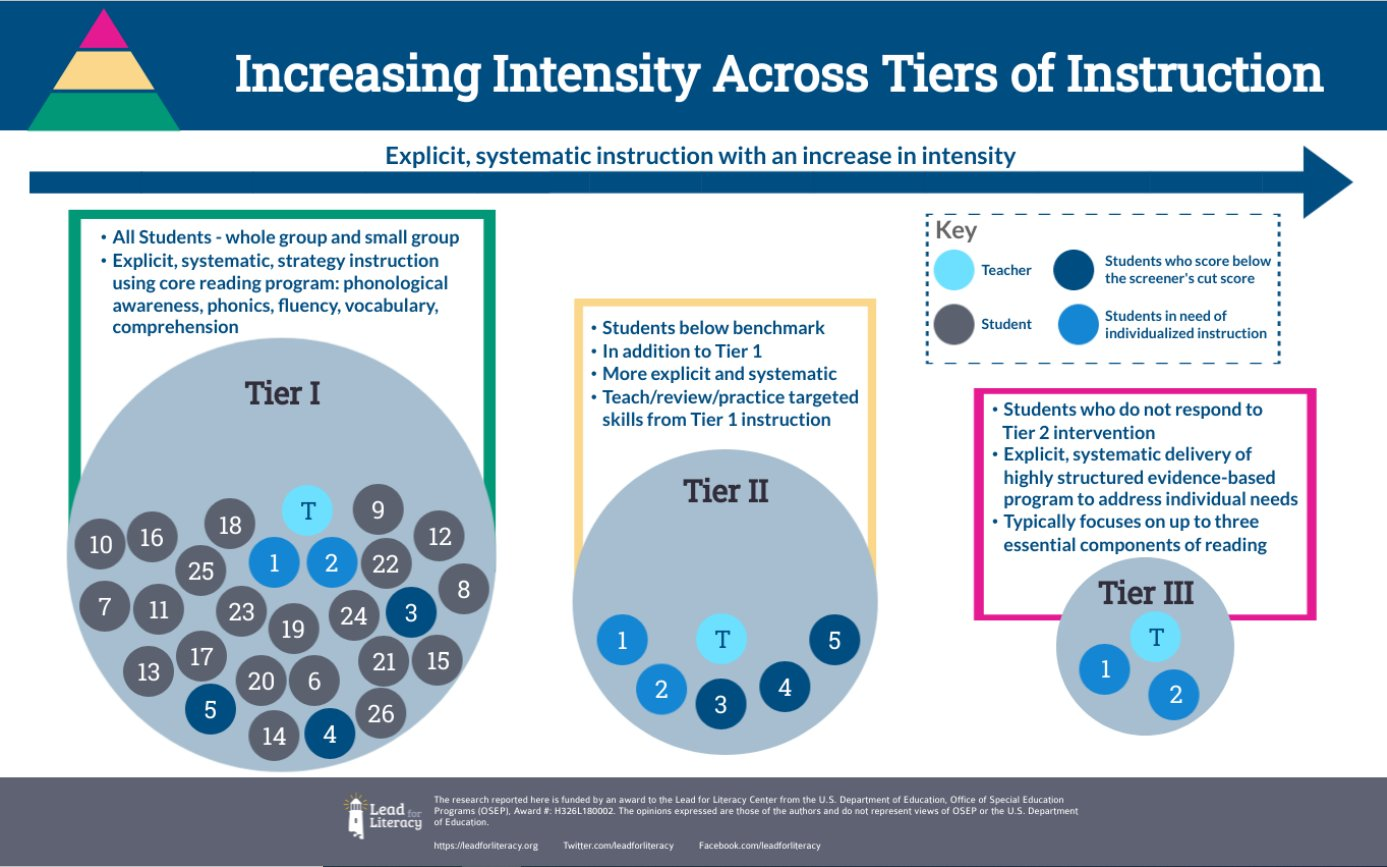 Increasing Intensity Across Tiers of Instruction
Explicit, systematic instruction with an increase in intensity
• All Students - whole group and small group
• Explicit, systematic, strategy instruction
using core reading program: phonological
awareness, phonics, fluency, vocabulary,
comprehension
Tier I
T
9
18
12
16
10
1
2
22
25
8
7
11
23
24
3
19
17
21
15
13
20
6
5
26
14
4
• Students below benchmark
• In addition to Tier 1
• More explicit and systematic
• Teach/review/practice targeted
skills from Tier 1 instruction
Tier II
1
T
5
2
3
4
Key
Teacher
Students who score below
the screener's cut score
Student
Students in need of
individualized instruction
• Students who do not respond to
Tier 2 intervention
• Explicit, systematic delivery of
highly structured evidence-based
program to address individual needs
• Typically focuses on up to three
essential components of reading
Tier III
T
1
2
Lead for
Literacy
The research reported here is funded by an award to the Lead for Literacy Center from the U.S. Department of Education, Office of Special Education
Programs (OSEP), Award #: H326L180002. The opinions expressed are those of the authors and do not represent views of OSEP or the U.S. Department
of Education.
https://leadforliteracy.org Twitter.com/leadforliteracy Facebook.com/leadforliteracy